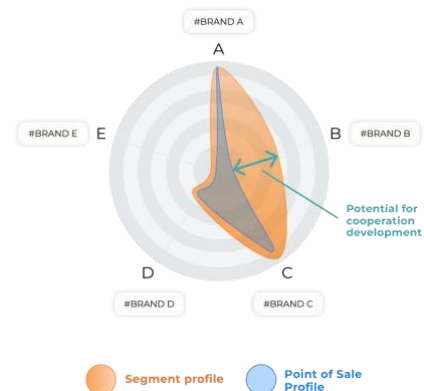 #BRAND A
A
#BRAND E
E
B
#BRAND B
Potential for
cooperation
development
D
C
#BRAND D
#BRAND C
Segment profile
Point of Sale
Profile